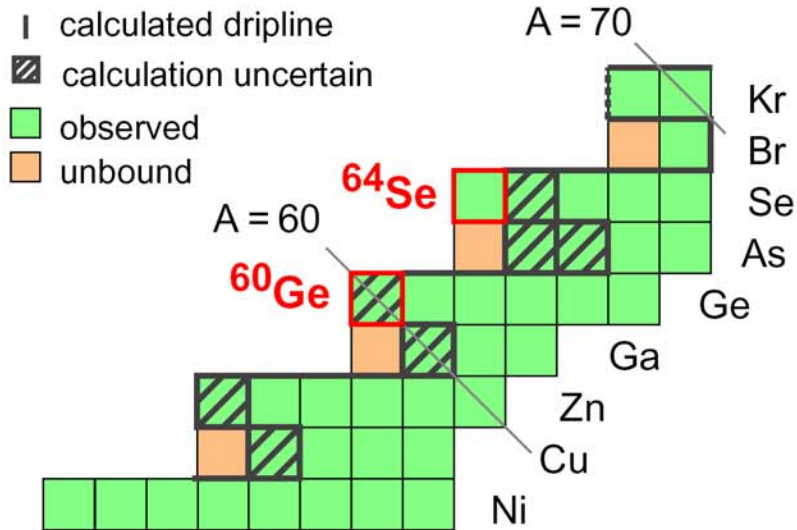 calculated dripline
calculation uncertain
observed
unbound
A = 70
Kr
Br
⁶⁴Se
Se
A = 60
As
⁶⁰Ge
Ge
Ga
Zn
Cu
Ni